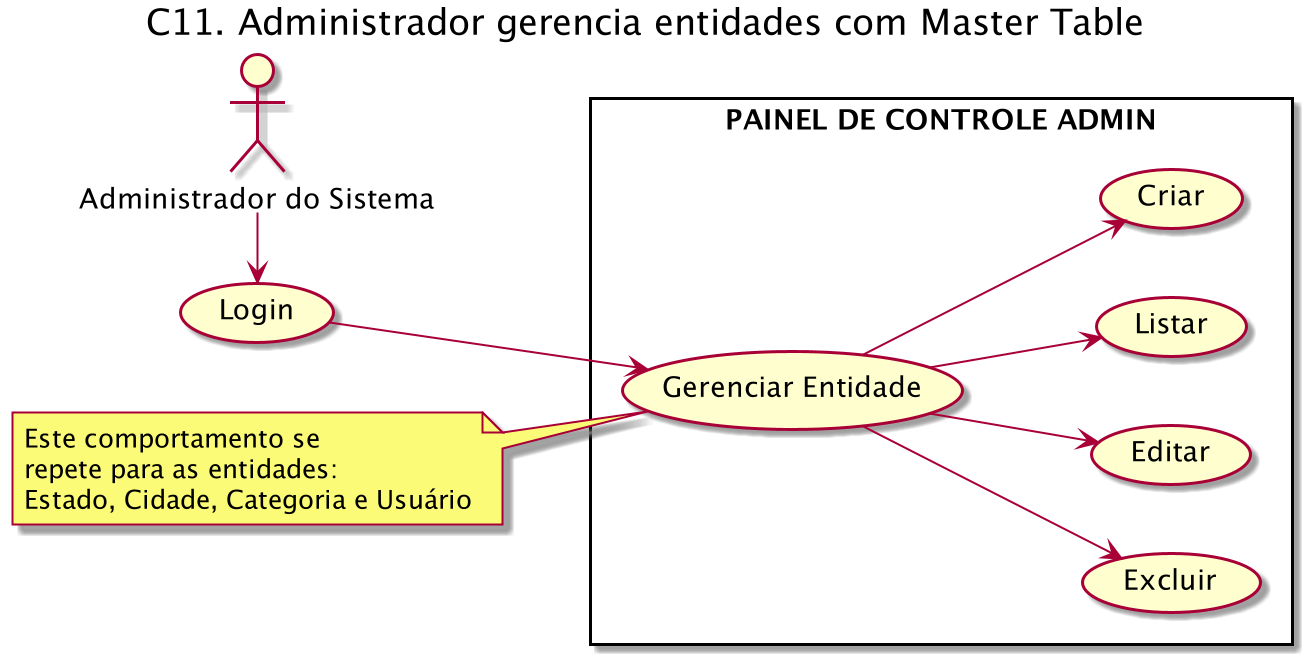 C11. Administrador gerencia entidades com Master Table
PAINEL DE CONTROLE ADMIN
Administrador do Sistema
Login
Gerenciar Entidade
Criar
Listar
Editar
Excluir
Este comportamento se
repete para as entidades:
Estado, Cidade, Categoria e Usuário